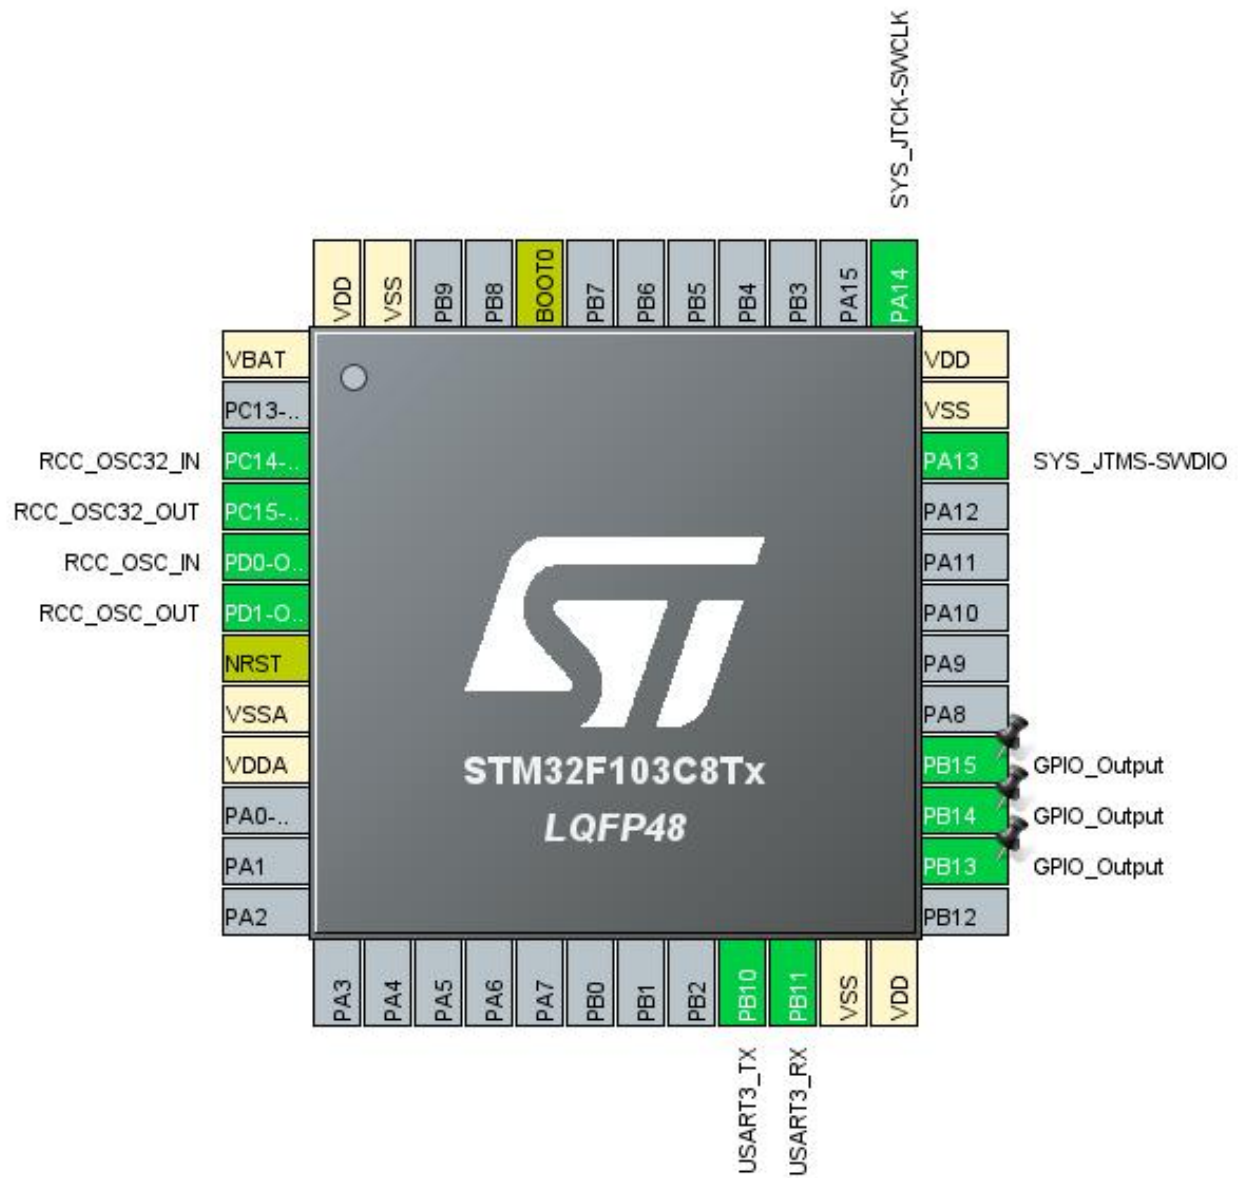 SYS_JTCK-SWCLK
VDD
VSS
PB9
PB8
BOOT0
PB7
PB6
PB5
PB4
PB3
PA15
PA14
VBAT
PC13-..
RCC_OSC32_IN PC14-..
RCC_OSC32_OUT PC15-..
RCC_OSC_IN PD0-O..
RCC_OSC_OUT PD1-O..
NRST
VSSA
VDDA
PA0-..
PA1
PA2
ST
STM32F103C8Tx
LQFP48
VDD
VSS
PA13 SYS_JTMS-SWDIO
PA12
PA11
PA10
PA9
PA8
PB15 GPIO_Output
PB14 GPIO_Output
PB13 GPIO_Output
PB12
PA3
PA4
PA5
PA6
PA7
PB0
PB1
PB2
PB10
PB11
VSS
VDD
USART3_TX
USART3_RX